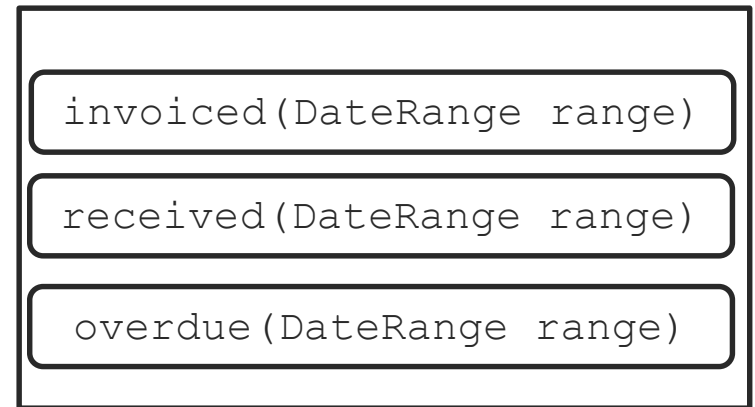 invoiced(DateRange range)
received(DateRange range)
overdue(DateRange range)